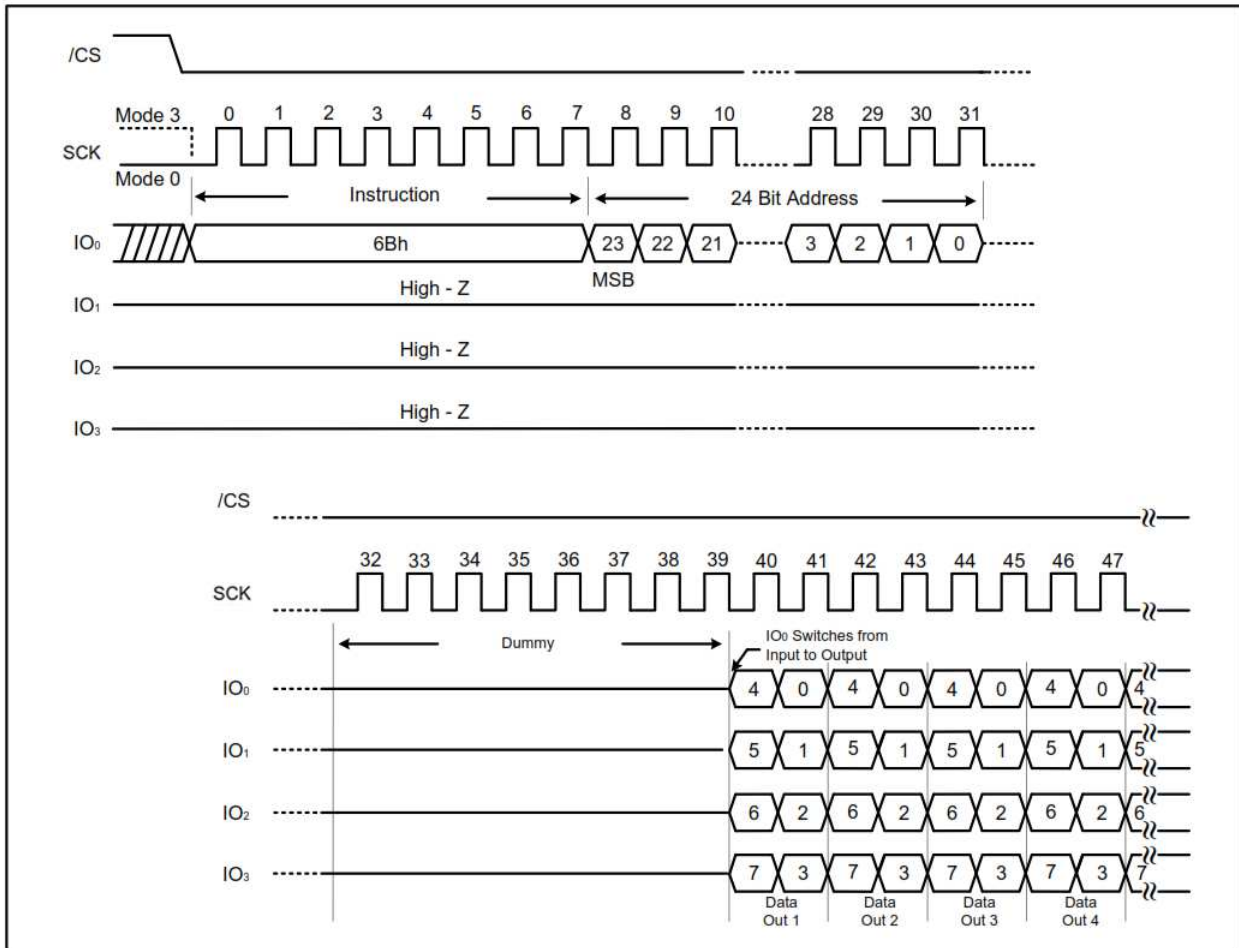 /CS
Mode 3
0 1 2 3 4 5 6 7 8 9 10 28 29 30 31
SCK
Mode 0
Instruction 24 Bit Address
IO0 6Bh 23 22 21 3 2 1 0
MSB
High - Z
IO1
High - Z
IO2
High - Z
IO3
/CS
32 33 34 35 36 37 38 39 40 41 42 43 44 45 46 47
SCK
Dummy
IO0 Switches from
Input to Output
IO0 4 0 4 0 4 0 4 0 4
IO1 5 1 5 1 5 1 5 1 5
IO2 6 2 6 2 6 2 6 2 6
IO3 7 3 7 3 7 3 7 3 7
Data Data Data Data
Out 1 Out 2 Out 3 Out 4